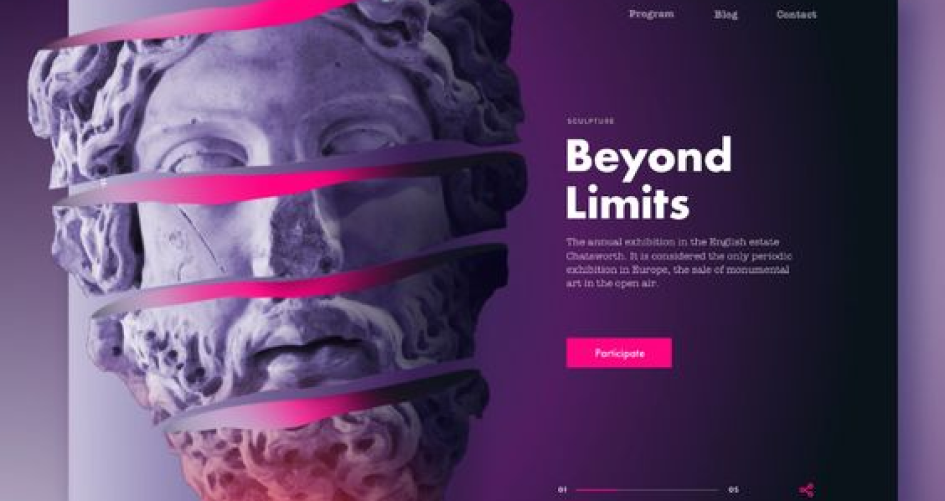 Program Blog Contact
SCULPTURE
Beyond
Limits
The annual exhibition in the English estate
Chatsworth. It is considered the only periodic
exhibition in Europe, the sale of monumental
art in the open air.
Participate
01 05